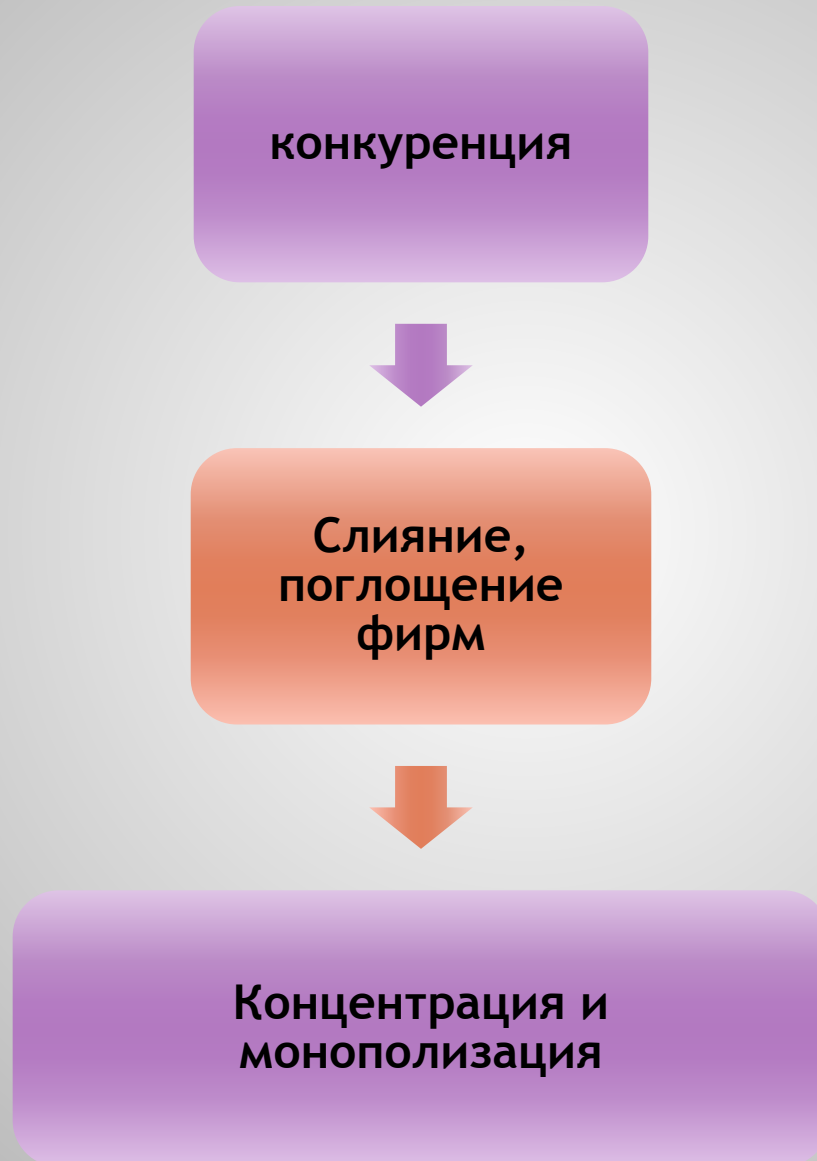 конкуренция
Слияние,
поглощение
фирм
Концентрация и
монополизация